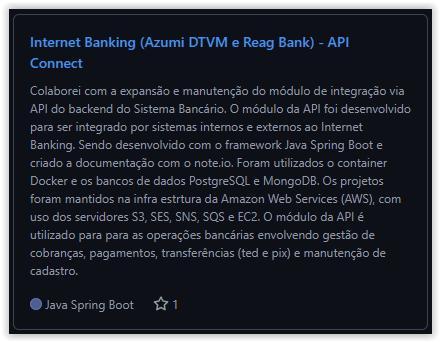 Internet Banking (Azumi DTVM e Reag Bank) - API
Connect
Colaborei com a expansão e manutenção do módulo de integração via
API do backend do Sistema Bancário. O módulo da API foi desenvolvido
para ser integrado por sistemas internos e externos ao Internet
Banking. Sendo desenvolvido com o framework Java Spring Boot e
criado a documentação com o note.io. Foram utilizados o container
Docker e os bancos de dados PostgreSQL e MongoDB. Os projetos
foram mantidos na infra estrtura da Amazon Web Services (AWS), com
uso dos servidores S3, SES, SNS, SQS e EC2. O módulo da API é
utilizado para para as operações bancárias envolvendo gestão de
cobranças, pagamentos, transferências (ted e pix) e manutenção de
cadastro.
Java Spring Boot 1